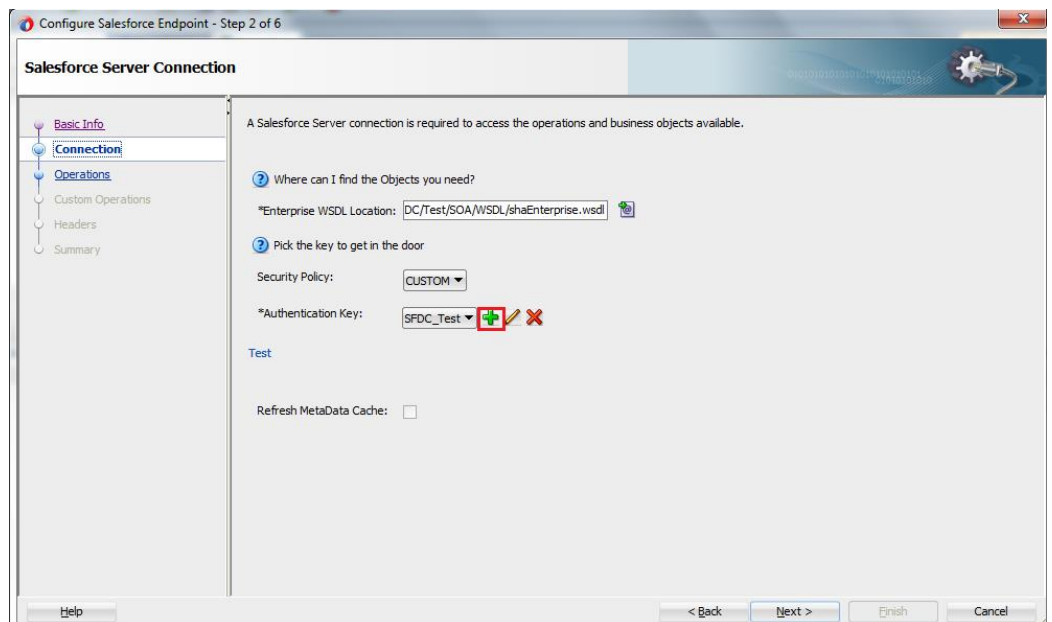 Configure Salesforce Endpoint - Step 2 of 6
Salesforce Server Connection
Basic Info
Connection
Operations
Custom Operations
Headers
Summary
A Salesforce Server connection is required to access the operations and business objects available.
Where can I find the Objects you need?
*Enterprise WSDL Location: DC/Test/SOA/WSDL/shaEnterprise.wsdl
Pick the key to get in the door
Security Policy: CUSTOM
*Authentication Key: SFDC_Test
Test
Refresh MetaData Cache:
Help < Back Next > Finish Cancel